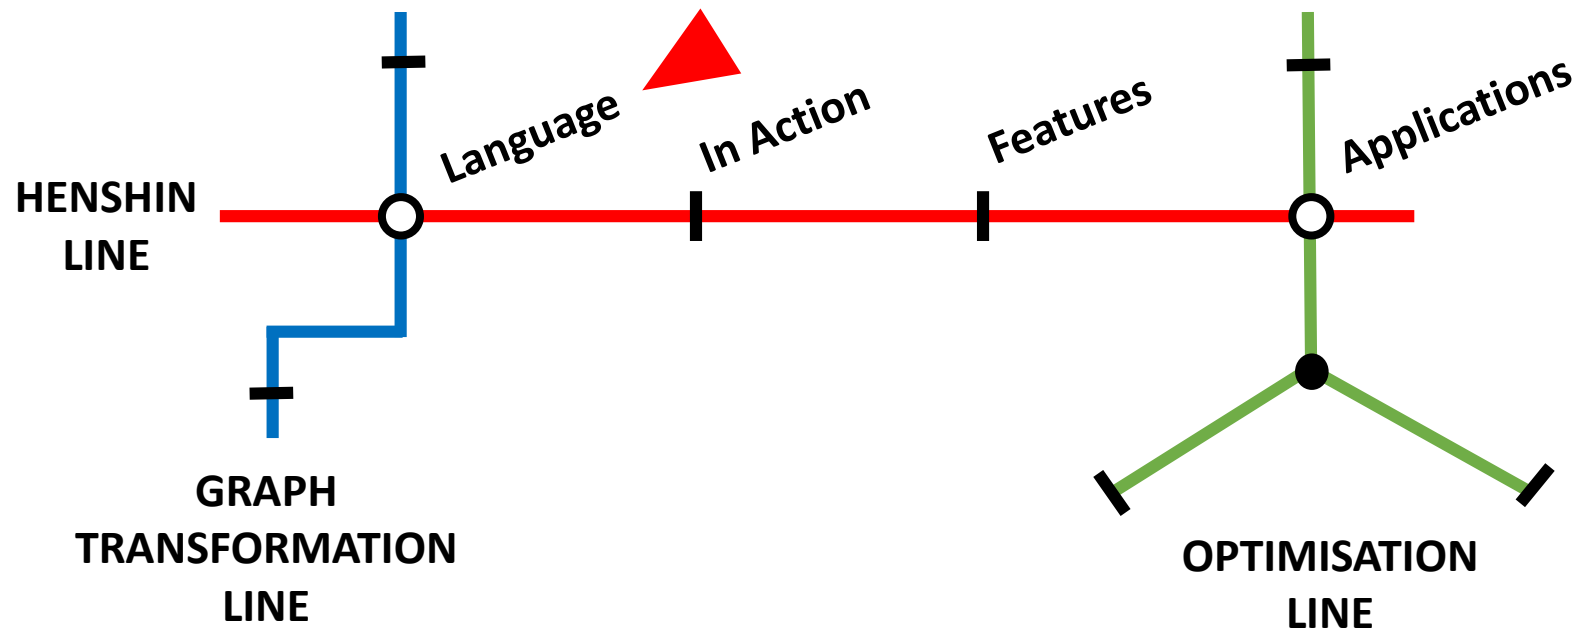 Language
In Action
Features
Applications
HENSHIN
LINE
GRAPH
TRANSFORMATION
LINE
OPTIMISATION
LINE